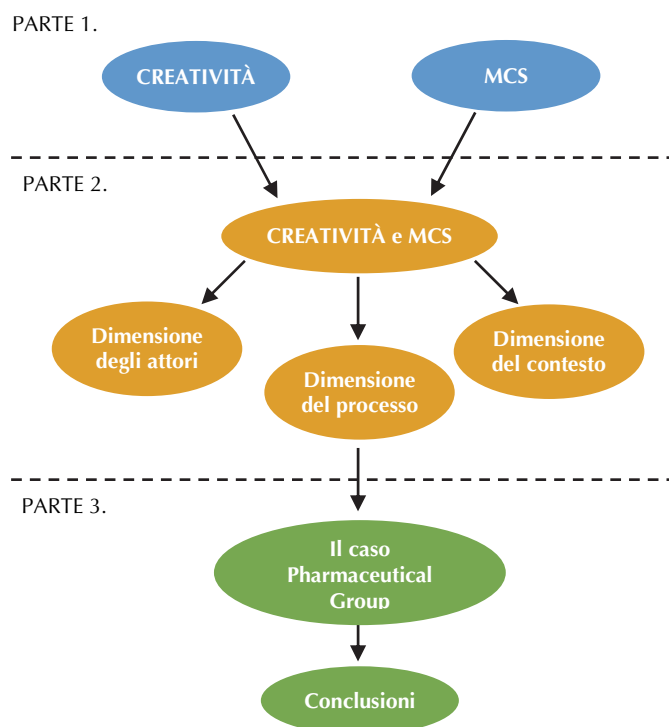 PARTE 1.
CREATIVITÀ
MCS
PARTE 2.
CREATIVITÀ e MCS
Dimensione
degli attori
Dimensione
del processo
Dimensione
del contesto
PARTE 3.
Il caso
Pharmaceutical
Group
Conclusioni